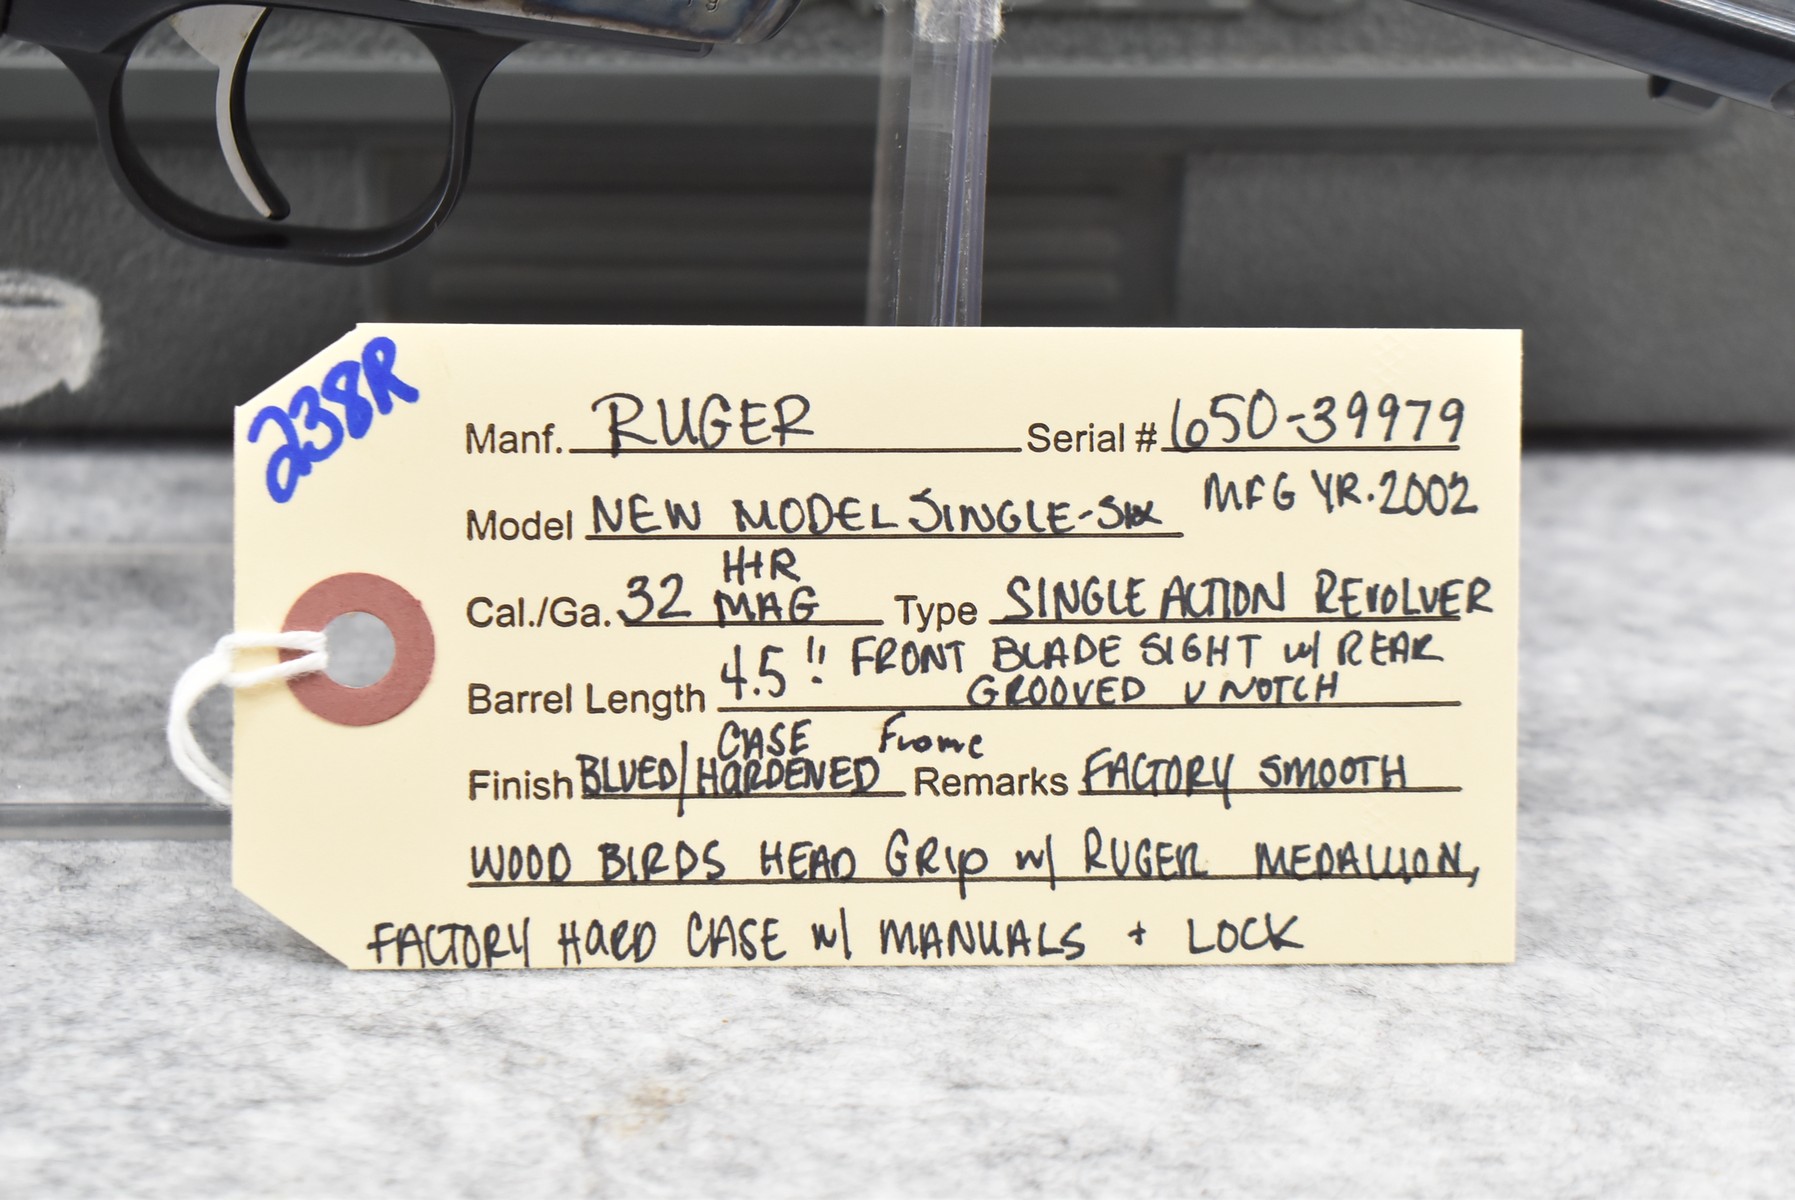 238R
Manf. RUGER Serial # 650-39979
MFG YR. 2002
Model NEW MODEL SINGLE-SIX
H+R
Cal./Ga. 32 MAG Type SINGLE ACTION REVOLVER
Barrel Length 4.5" FRONT BLADE SIGHT w/ REAR
GROOVED V NOTCH
CASE Frame
Finish BLUED/HARDENED Remarks FACTORY SMOOTH
WOOD BIRDS HEAD GRIP w/ RUGER MEDALLION,
FACTORY HARD CASE w/ MANUALS + LOCK